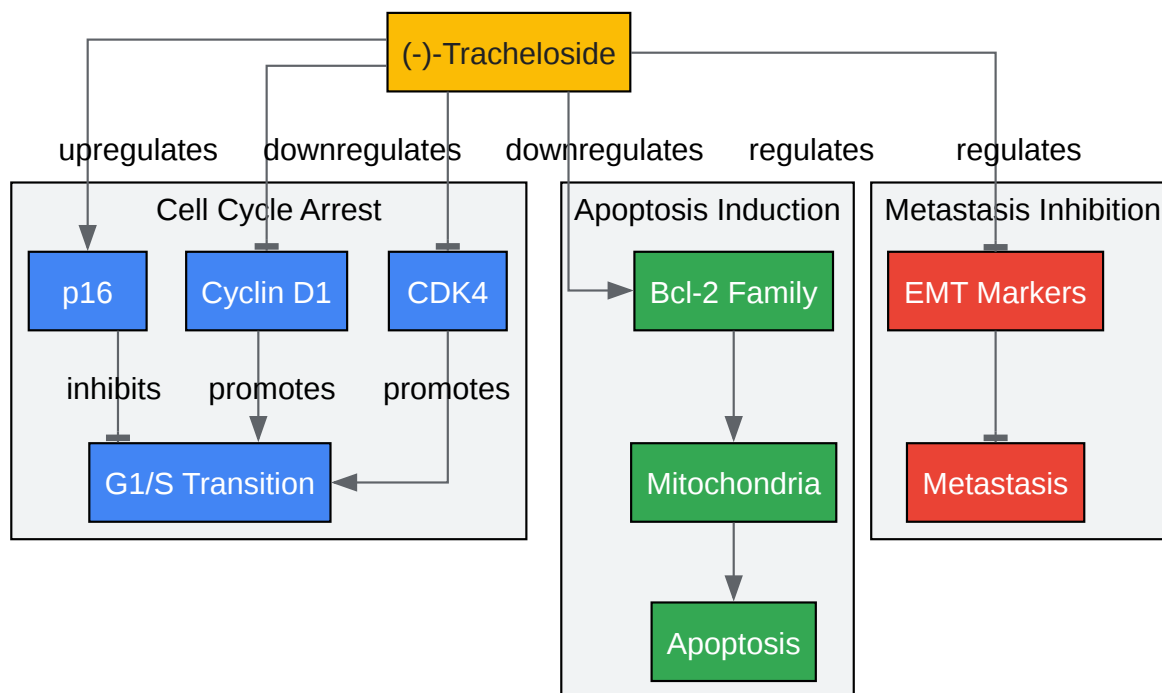 (-)-Tracheloside
upregulates
downregulates
downregulates
regulates
regulates
Cell Cycle Arrest
Apoptosis Induction
Metastasis Inhibition
p16
Cyclin D1
CDK4
Bcl-2 Family
EMT Markers
inhibits
promotes
promotes
G1/S Transition
Mitochondria
Metastasis
Apoptosis